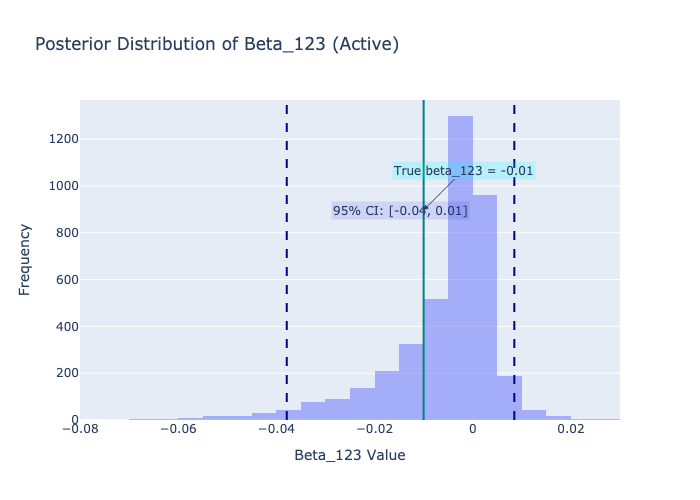 Posterior Distribution of Beta_123 (Active)
1200
1000
800
600
400
200
0
Frequency
True beta_123 = -0.01
95% CI: [-0.04, 0.01]
−0.08
−0.06
−0.04
−0.02
0
0.02
Beta_123 Value